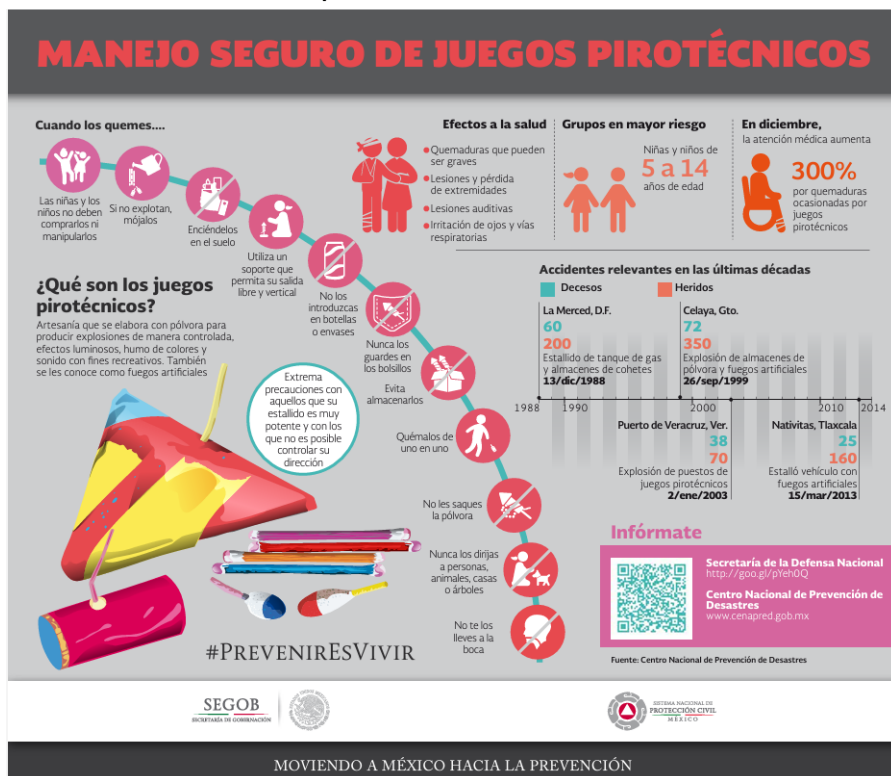 MANEJO SEGURO DE JUEGOS PIROTÉCNICOS
Cuando los quemes....
Las niñas y los
niños no deben
comprarlos ni
manipularlos
Si no explotan,
mójalos
Enciéndelos
en el suelo
Utiliza un
soporte que
permita su salida
libre y vertical
No los
introduzcas
en botellas
o envases
Nunca los
guardes en
los bolsillos
Evita
almacenarlos
Quémalos de
uno en uno
No les saques
la pólvora
Nunca los dirijas
a personas,
animales, casas
o árboles
No te los
lleves a la
boca
¿Qué son los juegos
pirotécnicos?
Artesanía que se elabora con pólvora para
producir explosiones de manera controlada,
efectos luminosos, humo de colores y
sonido con fines recreativos. También
se les conoce como fuegos artificiales
Extrema
precauciones con
aquellos que su
estallido es muy
potente y con los
que no es posible
controlar su
dirección
#PREVENIRESVIVIR
Efectos a la salud
Quemaduras que pueden
ser graves
Lesiones y pérdida
de extremidades
Lesiones auditivas
Irritación de ojos y vías
respiratorias
Grupos en mayor riesgo
Niñas y niños de
5 a 14
años de edad
En diciembre,
la atención médica aumenta
300%
por quemaduras
ocasionadas por
juegos
pirotécnicos
Accidentes relevantes en las últimas décadas
Decesos
Heridos
La Merced, D.F.
60
200
Estallido de tanque de gas
y almacenes de cohetes
13/dic/1988
Celaya, Gto.
72
350
Explosión de almacenes de
pólvora y fuegos artificiales
26/sep/1999
1988 1990 2000 2010 2014
Puerto de Veracruz, Ver.
38
70
Explosión de puestos de
juegos pirotécnicos
2/ene/2003
Nativitas, Tlaxcala
25
160
Estalló vehículo con
fuegos artificiales
15/mar/2013
Infórmate
Secretaría de la Defensa Nacional
http://goo.gl/pYeh0Q
Centro Nacional de Prevención de
Desastres
www.cenapred.gob.mx
Fuente: Centro Nacional de Prevención de Desastres
SEGOB
SECRETARÍA DE GOBERNACIÓN
SISTEMA NACIONAL DE
PROTECCIÓN CIVIL
MÉXICO
MOVIENDO A MÉXICO HACIA LA PREVENCIÓN